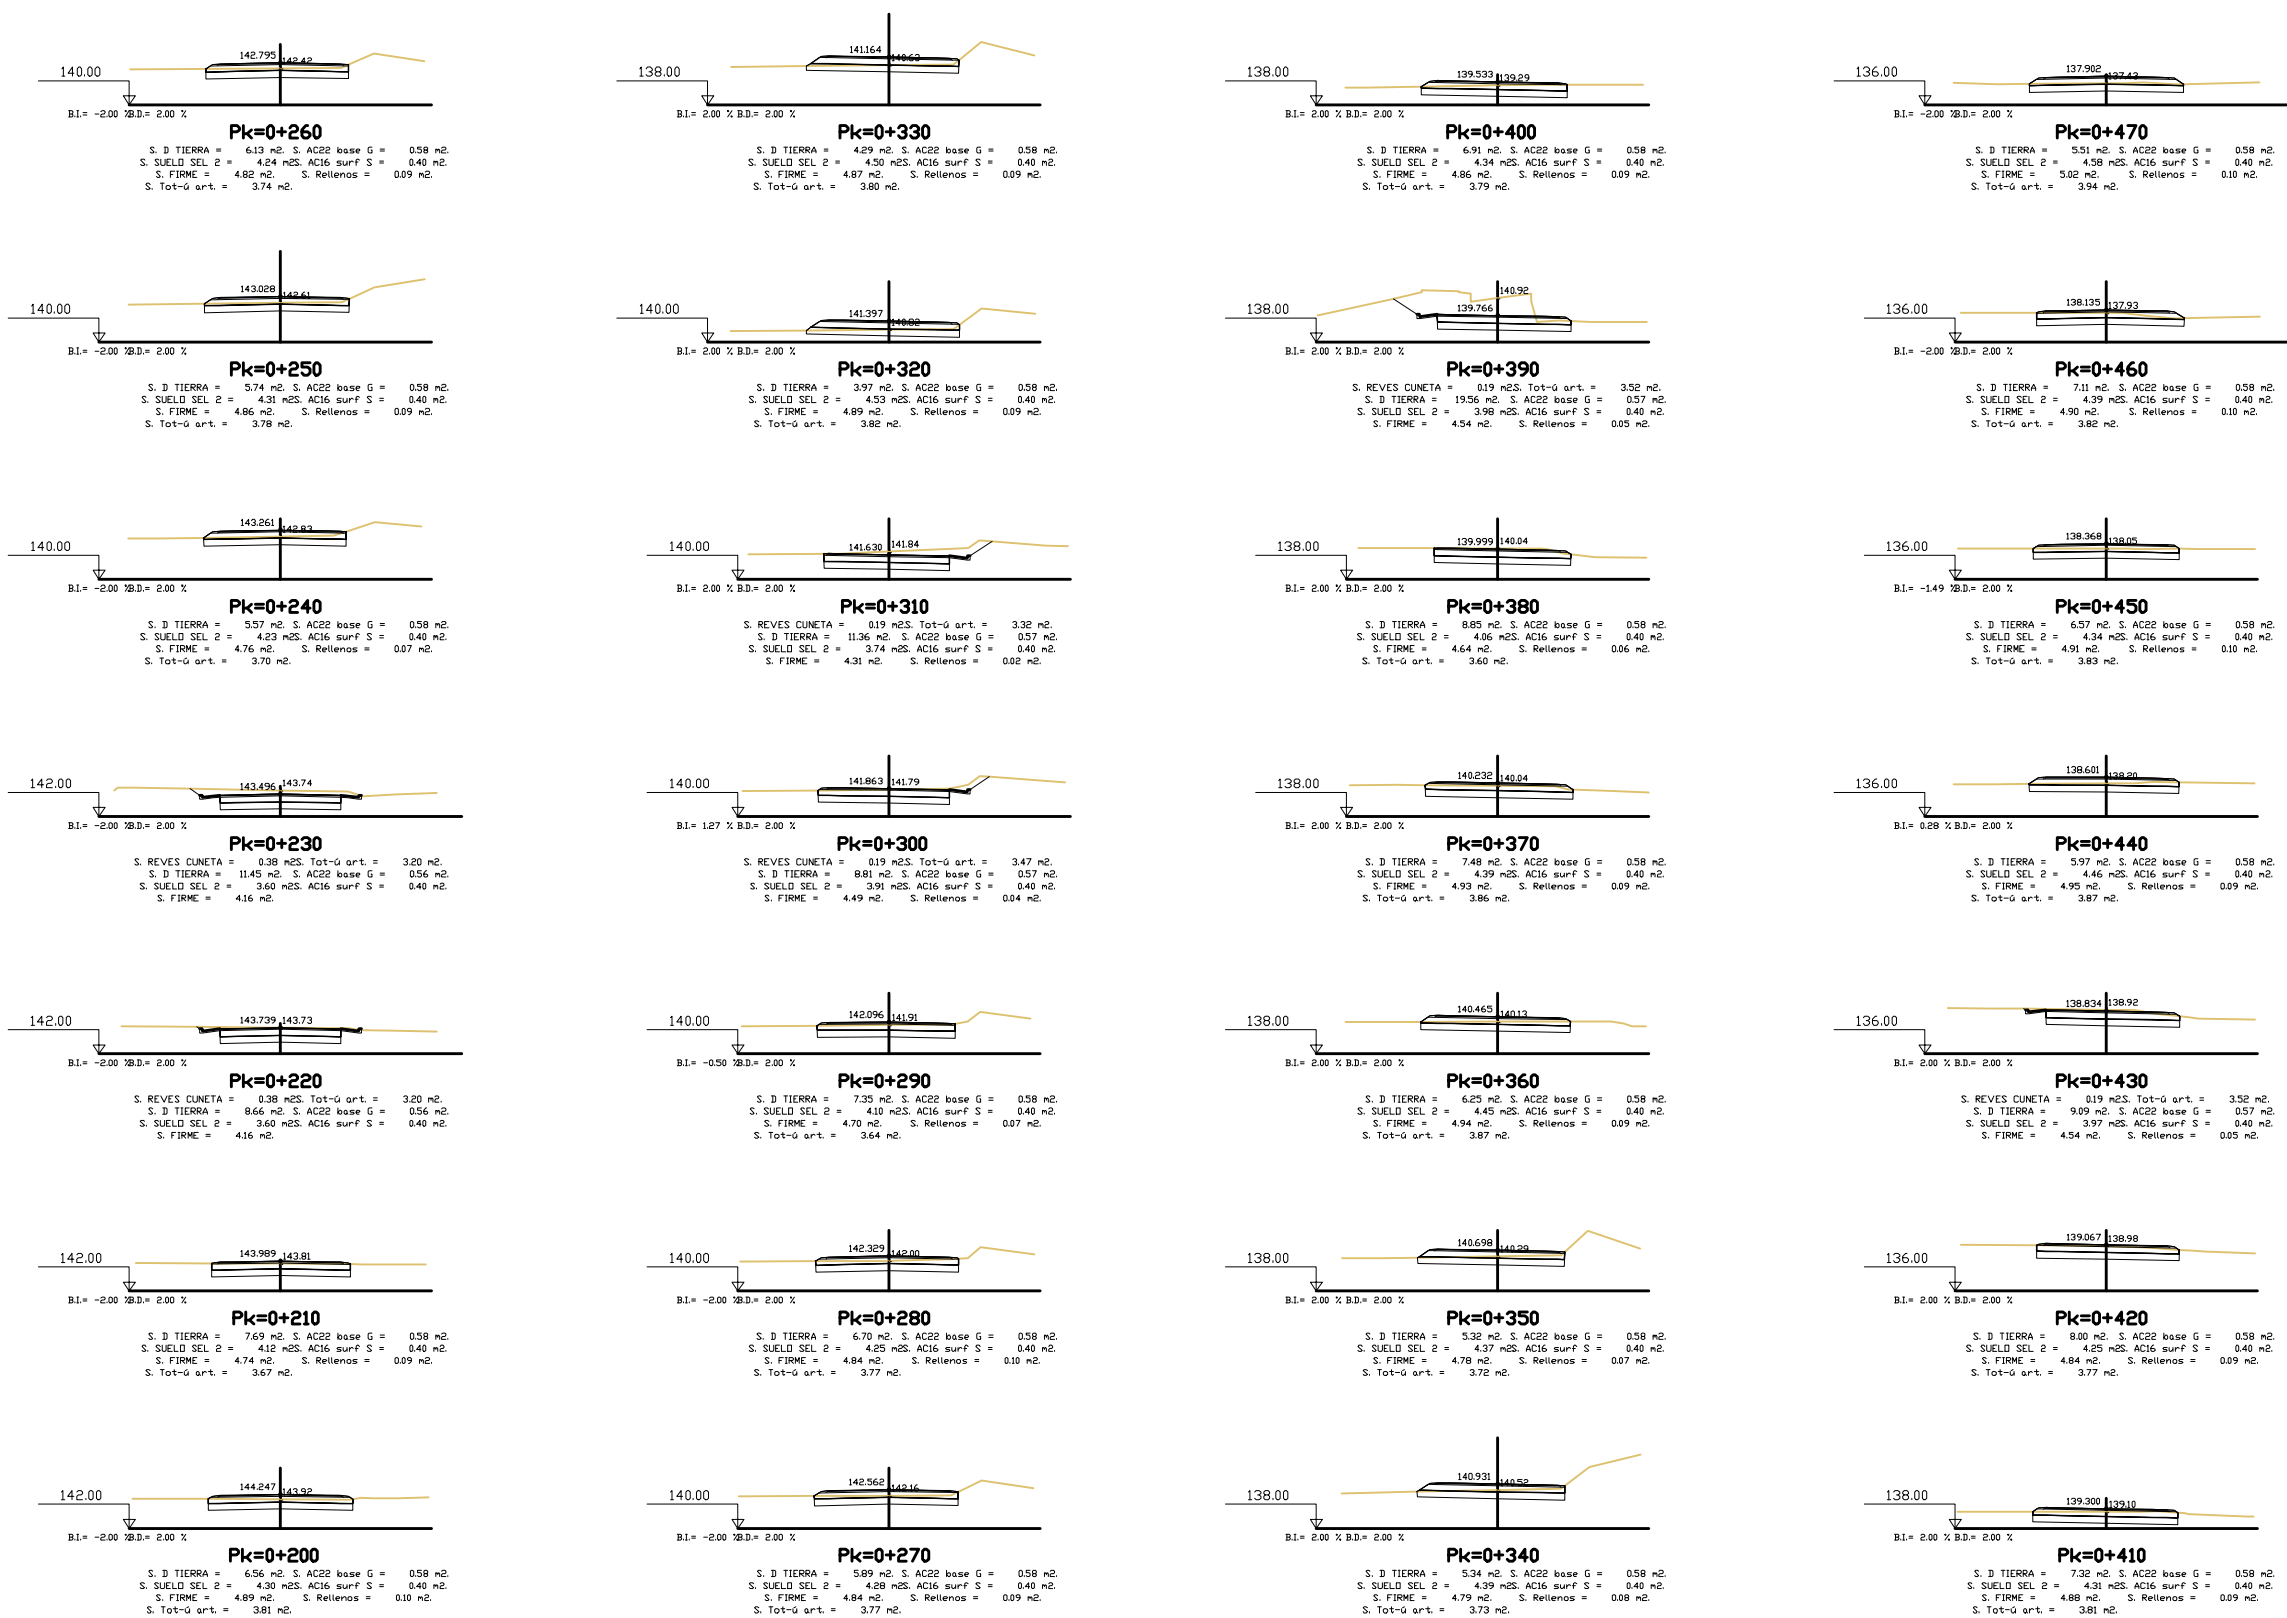 142.795
142.42
140.00
B.I.= -2.00 %B.D.= 2.00 %
Pk=0+260
S. D TIERRA = 6.13 m2. S. AC22 base G = 0.58 m2.
S. SUELO SEL 2 = 4.24 m2S. AC16 surf S = 0.40 m2.
S. FIRME = 4.82 m2. S. Rellenos = 0.09 m2.
S. Tot-ú art. = 3.74 m2.
141.164
140.63
138.00
B.I.= 2.00 % B.D.= 2.00 %
Pk=0+330
S. D TIERRA = 4.29 m2. S. AC22 base G = 0.58 m2.
S. SUELO SEL 2 = 4.50 m2S. AC16 surf S = 0.40 m2.
S. FIRME = 4.87 m2. S. Rellenos = 0.09 m2.
S. Tot-ú art. = 3.80 m2.
139.533
139.29
138.00
B.I.= 2.00 % B.D.= 2.00 %
Pk=0+400
S. D TIERRA = 6.91 m2. S. AC22 base G = 0.58 m2.
S. SUELO SEL 2 = 4.34 m2S. AC16 surf S = 0.40 m2.
S. FIRME = 4.86 m2. S. Rellenos = 0.09 m2.
S. Tot-ú art. = 3.79 m2.
137.902
137.43
136.00
B.I.= -2.00 %B.D.= 2.00 %
Pk=0+470
S. D TIERRA = 5.51 m2. S. AC22 base G = 0.58 m2.
S. SUELO SEL 2 = 4.58 m2S. AC16 surf S = 0.40 m2.
S. FIRME = 5.02 m2. S. Rellenos = 0.10 m2.
S. Tot-ú art. = 3.94 m2.
143.028
142.61
140.00
B.I.= -2.00 %B.D.= 2.00 %
Pk=0+250
S. D TIERRA = 5.74 m2. S. AC22 base G = 0.58 m2.
S. SUELO SEL 2 = 4.31 m2S. AC16 surf S = 0.40 m2.
S. FIRME = 4.86 m2. S. Rellenos = 0.09 m2.
S. Tot-ú art. = 3.78 m2.
141.397
140.82
140.00
B.I.= 2.00 % B.D.= 2.00 %
Pk=0+320
S. D TIERRA = 3.97 m2. S. AC22 base G = 0.58 m2.
S. SUELO SEL 2 = 4.53 m2S. AC16 surf S = 0.40 m2.
S. FIRME = 4.89 m2. S. Rellenos = 0.09 m2.
S. Tot-ú art. = 3.82 m2.
140.92
139.766
138.00
B.I.= 2.00 % B.D.= 2.00 %
Pk=0+390
S. REVES CUNETA = 0.19 m2S. Tot-ú art. = 3.52 m2.
S. D TIERRA = 19.56 m2. S. AC22 base G = 0.57 m2.
S. SUELO SEL 2 = 3.98 m2S. AC16 surf S = 0.40 m2.
S. FIRME = 4.54 m2. S. Rellenos = 0.05 m2.
138.135
137.93
136.00
B.I.= -2.00 %B.D.= 2.00 %
Pk=0+460
S. D TIERRA = 7.11 m2. S. AC22 base G = 0.58 m2.
S. SUELO SEL 2 = 4.39 m2S. AC16 surf S = 0.40 m2.
S. FIRME = 4.90 m2. S. Rellenos = 0.10 m2.
S. Tot-ú art. = 3.82 m2.
143.261
142.83
140.00
B.I.= -2.00 %B.D.= 2.00 %
Pk=0+240
S. D TIERRA = 5.57 m2. S. AC22 base G = 0.58 m2.
S. SUELO SEL 2 = 4.23 m2S. AC16 surf S = 0.40 m2.
S. FIRME = 4.76 m2. S. Rellenos = 0.07 m2.
S. Tot-ú art. = 3.70 m2.
141.630
141.84
140.00
B.I.= 2.00 % B.D.= 2.00 %
Pk=0+310
S. REVES CUNETA = 0.19 m2S. Tot-ú art. = 3.32 m2.
S. D TIERRA = 11.36 m2. S. AC22 base G = 0.57 m2.
S. SUELO SEL 2 = 3.74 m2S. AC16 surf S = 0.40 m2.
S. FIRME = 4.31 m2. S. Rellenos = 0.02 m2.
139.999
140.04
138.00
B.I.= 2.00 % B.D.= 2.00 %
Pk=0+380
S. D TIERRA = 8.85 m2. S. AC22 base G = 0.58 m2.
S. SUELO SEL 2 = 4.06 m2S. AC16 surf S = 0.40 m2.
S. FIRME = 4.64 m2. S. Rellenos = 0.06 m2.
S. Tot-ú art. = 3.60 m2.
138.368
138.05
136.00
B.I.= -1.49 %B.D.= 2.00 %
Pk=0+450
S. D TIERRA = 6.57 m2. S. AC22 base G = 0.58 m2.
S. SUELO SEL 2 = 4.34 m2S. AC16 surf S = 0.40 m2.
S. FIRME = 4.91 m2. S. Rellenos = 0.10 m2.
S. Tot-ú art. = 3.83 m2.
143.496
143.74
142.00
B.I.= -2.00 %B.D.= 2.00 %
Pk=0+230
S. REVES CUNETA = 0.38 m2S. Tot-ú art. = 3.20 m2.
S. D TIERRA = 11.45 m2. S. AC22 base G = 0.56 m2.
S. SUELO SEL 2 = 3.60 m2S. AC16 surf S = 0.40 m2.
S. FIRME = 4.16 m2.
141.863
141.79
140.00
B.I.= 1.27 % B.D.= 2.00 %
Pk=0+300
S. REVES CUNETA = 0.19 m2S. Tot-ú art. = 3.47 m2.
S. D TIERRA = 8.81 m2. S. AC22 base G = 0.57 m2.
S. SUELO SEL 2 = 3.91 m2S. AC16 surf S = 0.40 m2.
S. FIRME = 4.49 m2. S. Rellenos = 0.04 m2.
140.232
140.04
138.00
B.I.= 2.00 % B.D.= 2.00 %
Pk=0+370
S. D TIERRA = 7.48 m2. S. AC22 base G = 0.58 m2.
S. SUELO SEL 2 = 4.39 m2S. AC16 surf S = 0.40 m2.
S. FIRME = 4.93 m2. S. Rellenos = 0.09 m2.
S. Tot-ú art. = 3.86 m2.
138.601
138.20
136.00
B.I.= 0.28 % B.D.= 2.00 %
Pk=0+440
S. D TIERRA = 5.97 m2. S. AC22 base G = 0.58 m2.
S. SUELO SEL 2 = 4.46 m2S. AC16 surf S = 0.40 m2.
S. FIRME = 4.95 m2. S. Rellenos = 0.09 m2.
S. Tot-ú art. = 3.87 m2.
143.739
143.73
142.00
B.I.= -2.00 %B.D.= 2.00 %
Pk=0+220
S. REVES CUNETA = 0.38 m2S. Tot-ú art. = 3.20 m2.
S. D TIERRA = 8.66 m2. S. AC22 base G = 0.56 m2.
S. SUELO SEL 2 = 3.60 m2S. AC16 surf S = 0.40 m2.
S. FIRME = 4.16 m2.
142.096
141.91
140.00
B.I.= -0.50 %B.D.= 2.00 %
Pk=0+290
S. D TIERRA = 7.35 m2. S. AC22 base G = 0.58 m2.
S. SUELO SEL 2 = 4.10 m2S. AC16 surf S = 0.40 m2.
S. FIRME = 4.70 m2. S. Rellenos = 0.07 m2.
S. Tot-ú art. = 3.64 m2.
140.465
140.13
138.00
B.I.= 2.00 % B.D.= 2.00 %
Pk=0+360
S. D TIERRA = 6.25 m2. S. AC22 base G = 0.58 m2.
S. SUELO SEL 2 = 4.45 m2S. AC16 surf S = 0.40 m2.
S. FIRME = 4.94 m2. S. Rellenos = 0.09 m2.
S. Tot-ú art. = 3.87 m2.
138.834
138.92
136.00
B.I.= 2.00 % B.D.= 2.00 %
Pk=0+430
S. REVES CUNETA = 0.19 m2S. Tot-ú art. = 3.52 m2.
S. D TIERRA = 9.09 m2. S. AC22 base G = 0.57 m2.
S. SUELO SEL 2 = 3.97 m2S. AC16 surf S = 0.40 m2.
S. FIRME = 4.54 m2. S. Rellenos = 0.05 m2.
143.989
143.81
142.00
B.I.= -2.00 %B.D.= 2.00 %
Pk=0+210
S. D TIERRA = 7.69 m2. S. AC22 base G = 0.58 m2.
S. SUELO SEL 2 = 4.12 m2S. AC16 surf S = 0.40 m2.
S. FIRME = 4.74 m2. S. Rellenos = 0.09 m2.
S. Tot-ú art. = 3.67 m2.
142.329
142.00
140.00
B.I.= -2.00 %B.D.= 2.00 %
Pk=0+280
S. D TIERRA = 6.70 m2. S. AC22 base G = 0.58 m2.
S. SUELO SEL 2 = 4.25 m2S. AC16 surf S = 0.40 m2.
S. FIRME = 4.84 m2. S. Rellenos = 0.10 m2.
S. Tot-ú art. = 3.77 m2.
140.698
140.29
138.00
B.I.= 2.00 % B.D.= 2.00 %
Pk=0+350
S. D TIERRA = 5.32 m2. S. AC22 base G = 0.58 m2.
S. SUELO SEL 2 = 4.37 m2S. AC16 surf S = 0.40 m2.
S. FIRME = 4.78 m2. S. Rellenos = 0.07 m2.
S. Tot-ú art. = 3.72 m2.
139.067
138.98
136.00
B.I.= 2.00 % B.D.= 2.00 %
Pk=0+420
S. D TIERRA = 8.00 m2. S. AC22 base G = 0.58 m2.
S. SUELO SEL 2 = 4.25 m2S. AC16 surf S = 0.40 m2.
S. FIRME = 4.84 m2. S. Rellenos = 0.09 m2.
S. Tot-ú art. = 3.77 m2.
144.247
143.92
142.00
B.I.= -2.00 %B.D.= 2.00 %
Pk=0+200
S. D TIERRA = 6.56 m2. S. AC22 base G = 0.58 m2.
S. SUELO SEL 2 = 4.30 m2S. AC16 surf S = 0.40 m2.
S. FIRME = 4.89 m2. S. Rellenos = 0.10 m2.
S. Tot-ú art. = 3.81 m2.
142.562
142.16
140.00
B.I.= -2.00 %B.D.= 2.00 %
Pk=0+270
S. D TIERRA = 5.89 m2. S. AC22 base G = 0.58 m2.
S. SUELO SEL 2 = 4.28 m2S. AC16 surf S = 0.40 m2.
S. FIRME = 4.84 m2. S. Rellenos = 0.09 m2.
S. Tot-ú art. = 3.77 m2.
140.931
140.52
138.00
B.I.= 2.00 % B.D.= 2.00 %
Pk=0+340
S. D TIERRA = 5.34 m2. S. AC22 base G = 0.58 m2.
S. SUELO SEL 2 = 4.39 m2S. AC16 surf S = 0.40 m2.
S. FIRME = 4.79 m2. S. Rellenos = 0.08 m2.
S. Tot-ú art. = 3.73 m2.
139.300
139.10
138.00
B.I.= 2.00 % B.D.= 2.00 %
Pk=0+410
S. D TIERRA = 7.32 m2. S. AC22 base G = 0.58 m2.
S. SUELO SEL 2 = 4.31 m2S. AC16 surf S = 0.40 m2.
S. FIRME = 4.88 m2. S. Rellenos = 0.09 m2.
S. Tot-ú art. = 3.81 m2.